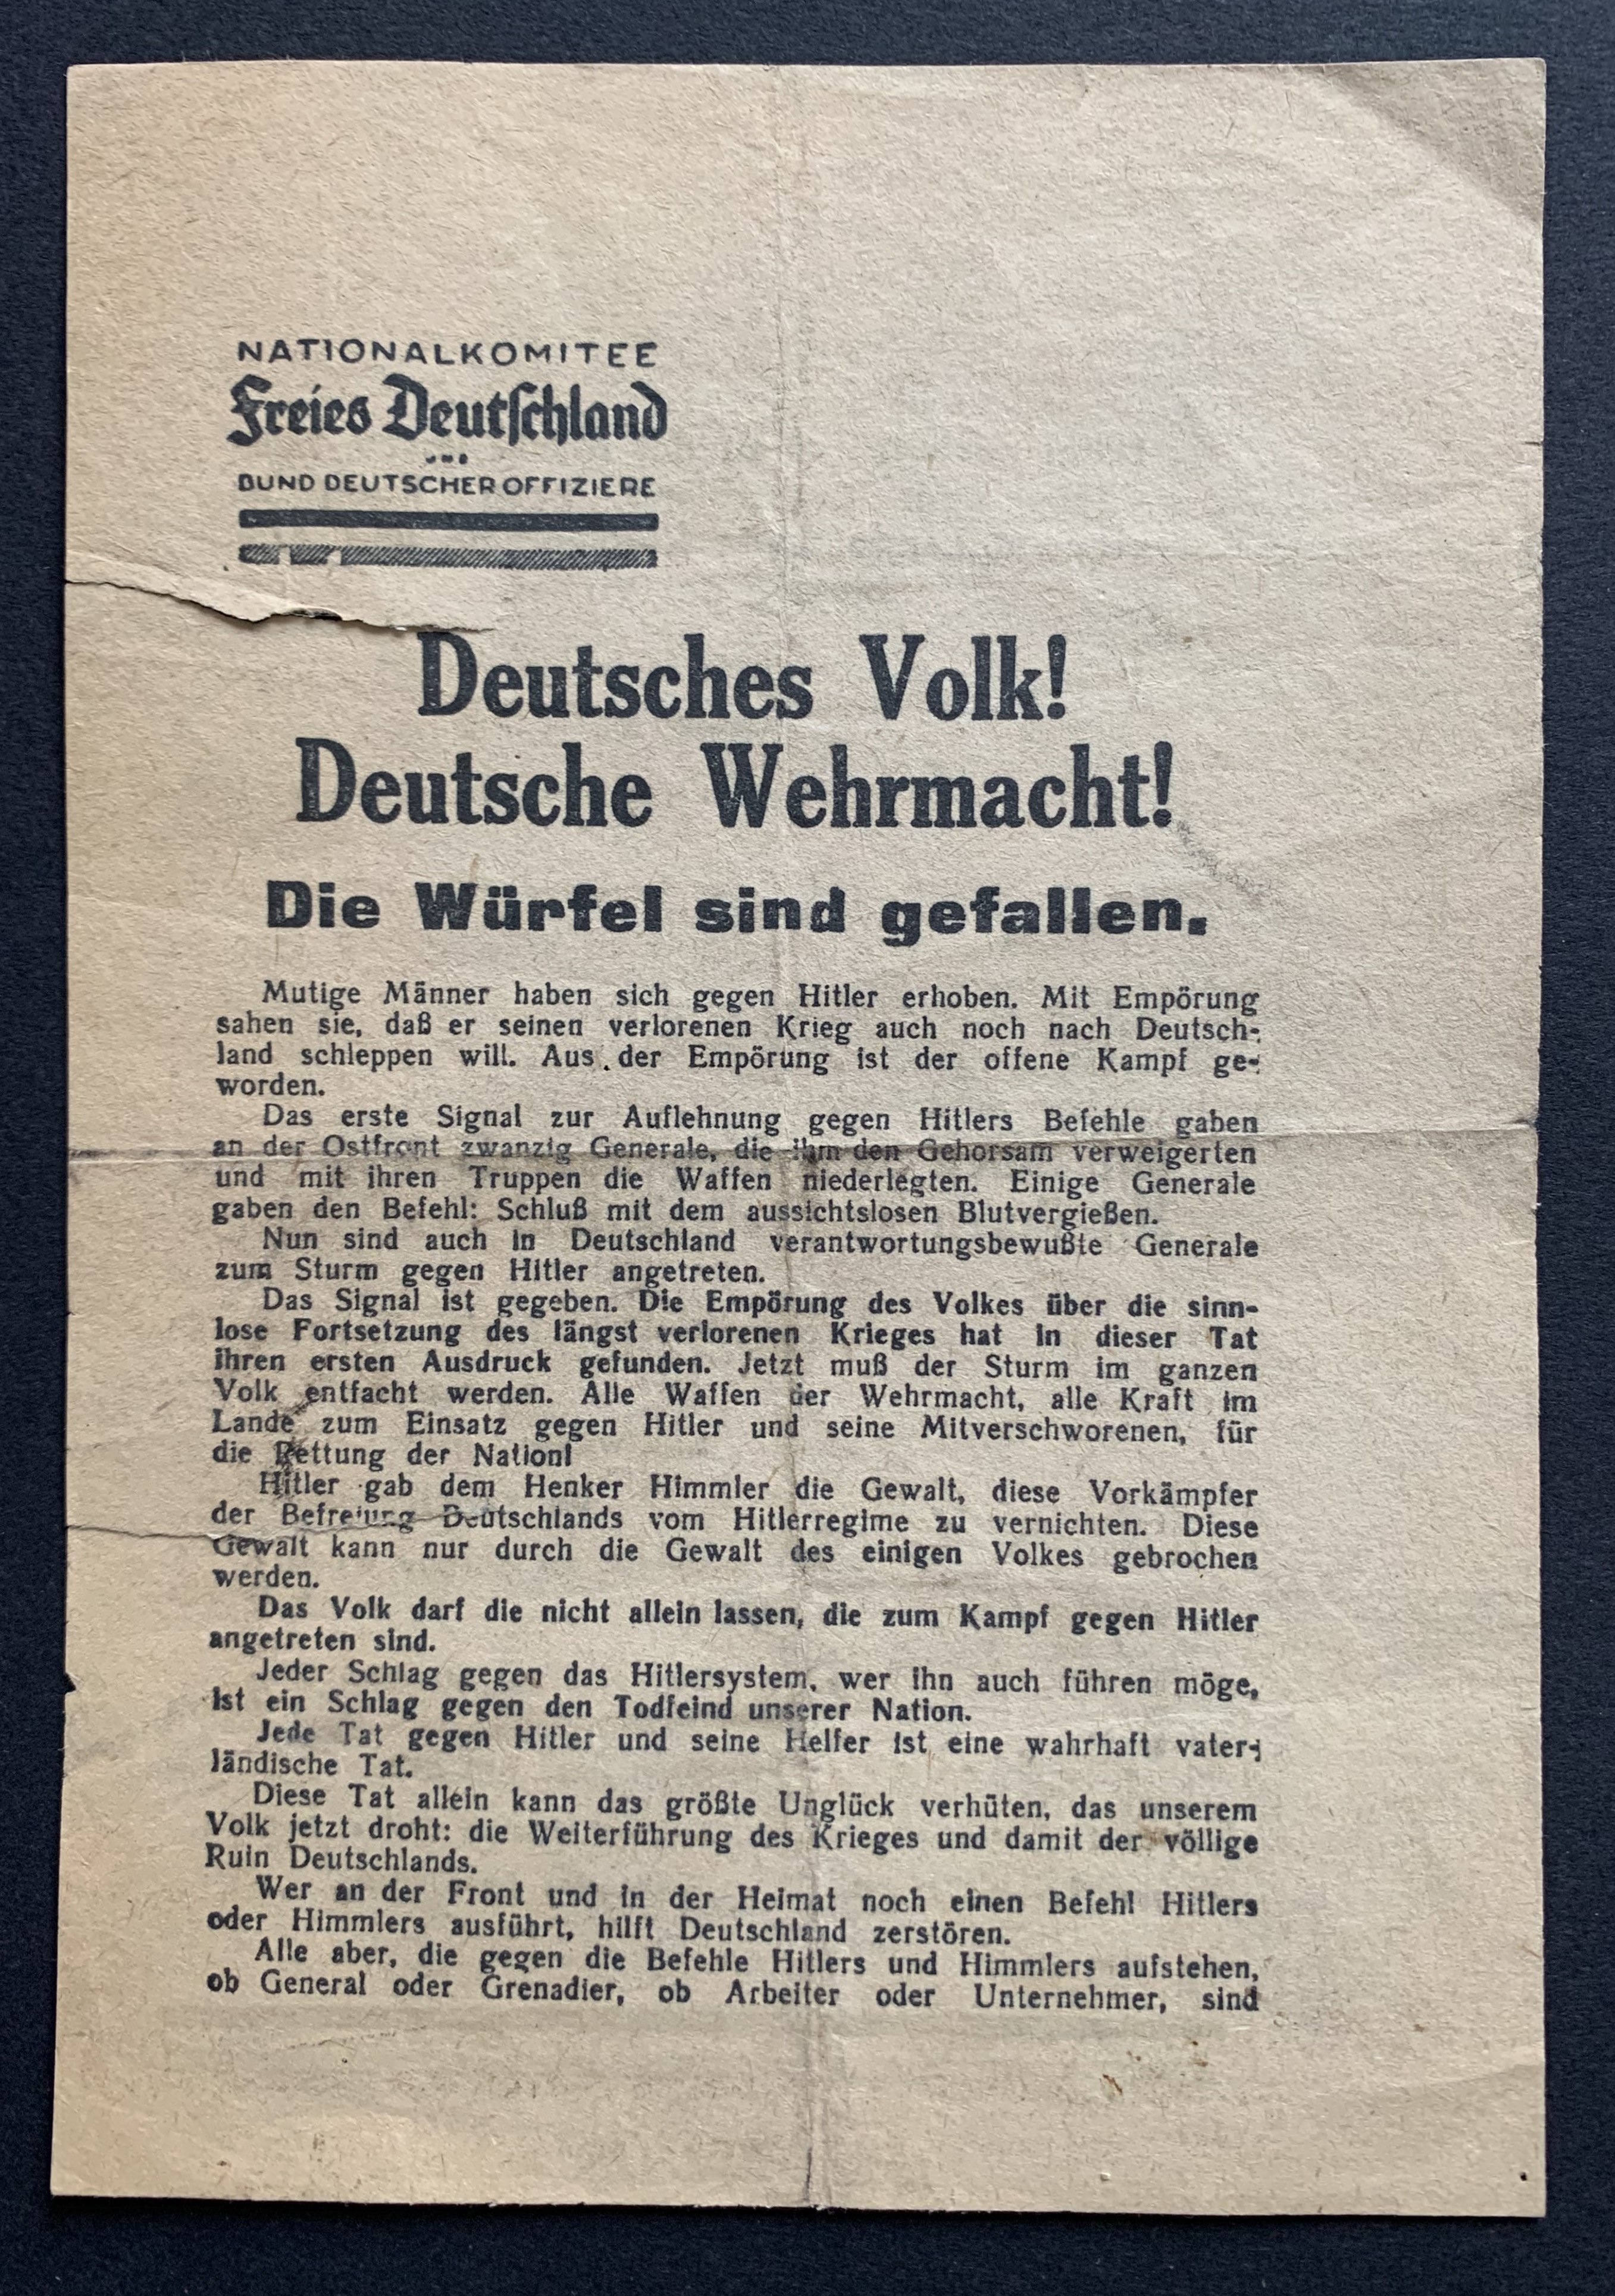 NATIONALKOMITEE
Freies Deutschland
BUND DEUTSCHER OFFIZIERE
Deutsches Volk!
Deutsche Wehrmacht!
Die Würfel sind gefallen.
Mutige Männer haben sich gegen Hitler erhoben. Mit Empörung
sahen sie, daß er seinen verlorenen Krieg auch noch nach Deutsch-
land schleppen will. Aus der Empörung ist der offene Kampf ge-
worden.
Das erste Signal zur Auflehnung gegen Hitlers Befehle gaben
an der Ostfront zwanzig Generale, die ihm den Gehorsam verweigerten
und mit ihren Truppen die Waffen niederlegten. Einige Generale
gaben den Befehl: Schluß mit dem aussichtslosen Blutvergießen.
Nun sind auch in Deutschland verantwortungsbewußte Generale
zum Sturm gegen Hitler angetreten.
Das Signal ist gegeben. Die Empörung des Volkes über die sinn-
lose Fortsetzung des längst verlorenen Krieges hat in dieser Tat
ihren ersten Ausdruck gefunden. Jetzt muß der Sturm im ganzen
Volk entfacht werden. Alle Waffen der Wehrmacht, alle Kraft im
Lande zum Einsatz gegen Hitler und seine Mitverschworenen, für
die Rettung der Nation!
Hitler gab dem Henker Himmler die Gewalt, diese Vorkämpfer
der Befreiung Deutschlands vom Hitlerregime zu vernichten. Diese
Gewalt kann nur durch die Gewalt des einigen Volkes gebrochen
werden.
Das Volk darf die nicht allein lassen, die zum Kampf gegen Hitler
angetreten sind.
Jeder Schlag gegen das Hitlersystem, wer ihn auch führen möge,
ist ein Schlag gegen den Todfeind unserer Nation.
Jede Tat gegen Hitler und seine Helfer ist eine wahrhaft vater-
ländische Tat.
Diese Tat allein kann das größte Unglück verhüten, das unserem
Volk jetzt droht: die Weiterführung des Krieges und damit der völlige
Ruin Deutschlands.
Wer an der Front und in der Heimat noch einen Befehl Hitlers
oder Himmlers ausführt, hilft Deutschland zerstören.
Alle aber, die gegen die Befehle Hitlers und Himmlers aufstehen,
ob General oder Grenadier, ob Arbeiter oder Unternehmer, sind